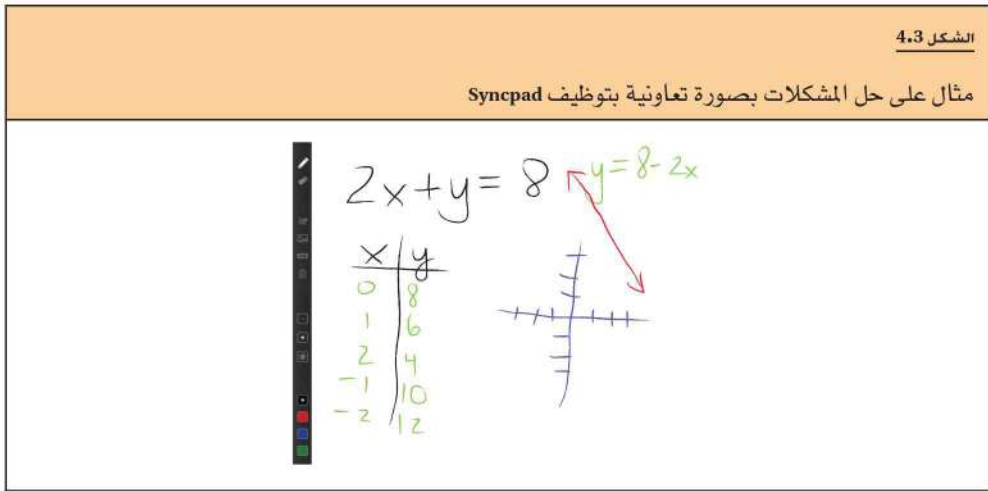 الشكل 4.3
مثال على حل المشكلات بصورة تعاونية بتوظيف Syncpad
2x+y= 8
y=8-2x
x y
0 8
1 6
2 4
-1 10
-2 12